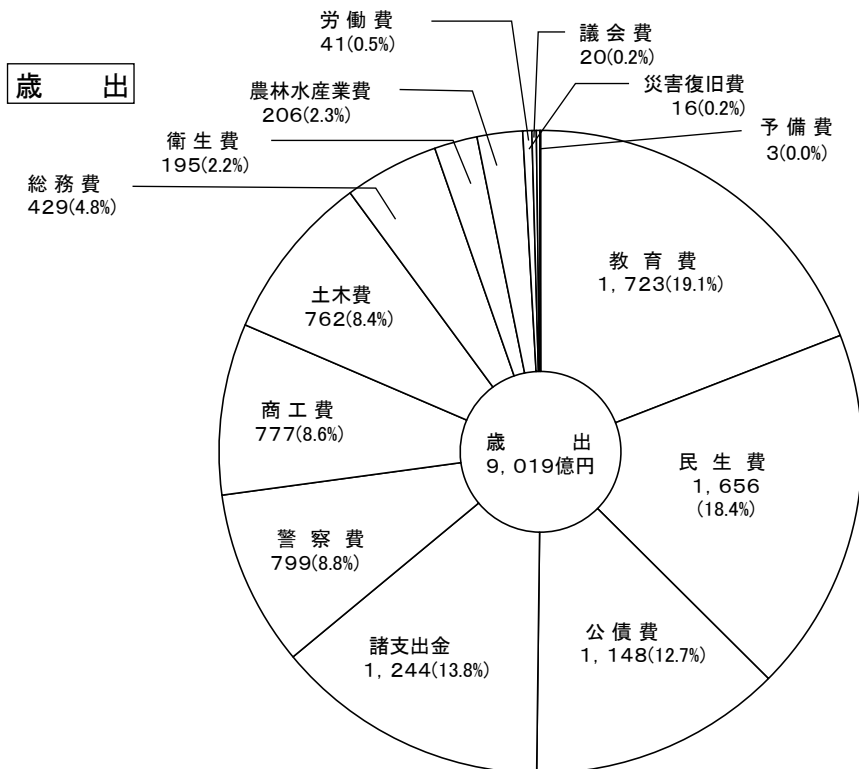 歳 出
労働費
41(0.5%)
議会費
20(0.2%)
農林水産業費
206(2.3%)
災害復旧費
16(0.2%)
衛生費
195(2.2%)
予備費
3(0.0%)
総務費
429(4.8%)
教育費
1,723(19.1%)
土木費
762(8.4%)
商工費
777(8.6%)
歳 出
9,019億円
民生費
1,656
(18.4%)
警察費
799(8.8%)
諸支出金
1,244(13.8%)
公債費
1,148(12.7%)